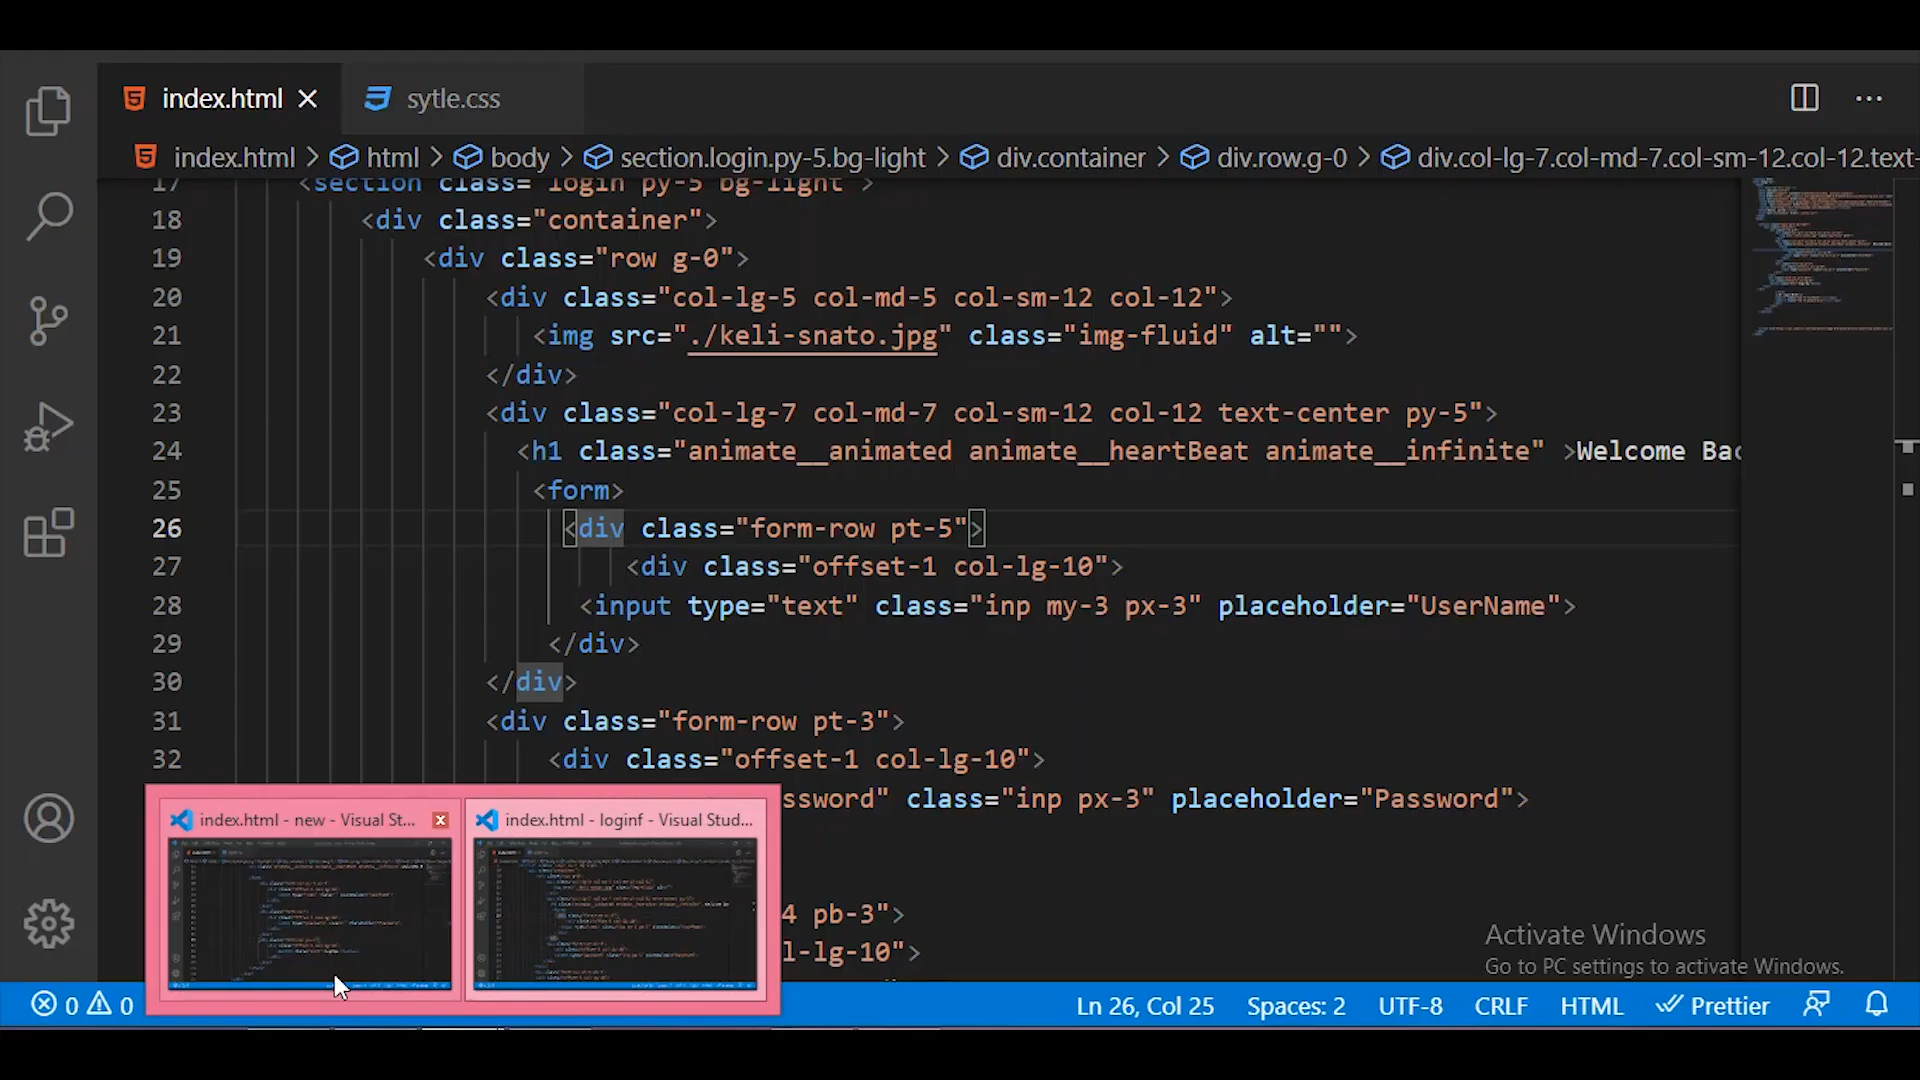 index.html
sytle.css
index.html > html > body > section.login.py-5.bg-light > div.container > div.row.g-0 > div.col-lg-7.col-md-7.col-sm-12.col-12.text-
17 <section class="login py-5 bg-light">
18 <div class="container">
19 <div class="row g-0">
20 <div class="col-lg-5 col-md-5 col-sm-12 col-12">
21 <img src="./keli-snato.jpg" class="img-fluid" alt="">
22 </div>
23 <div class="col-lg-7 col-md-7 col-sm-12 col-12 text-center py-5">
24 <h1 class="animate__animated animate__heartBeat animate__infinite" >Welcome Bac
25 <form>
26 <div class="form-row pt-5">
27 <div class="offset-1 col-lg-10">
28 <input type="text" class="inp my-3 px-3" placeholder="UserName">
29 </div>
30 </div>
31 <div class="form-row pt-3">
32 <div class="offset-1 col-lg-10">
ssword" class="inp px-3" placeholder="Password">
index.html - new - Visual St...
index.html - loginf - Visual Stud...
4 pb-3">
l-lg-10">
Activate Windows
Go to PC settings to activate Windows.
0 0
Ln 26, Col 25
Spaces: 2
UTF-8
CRLF
HTML
Prettier